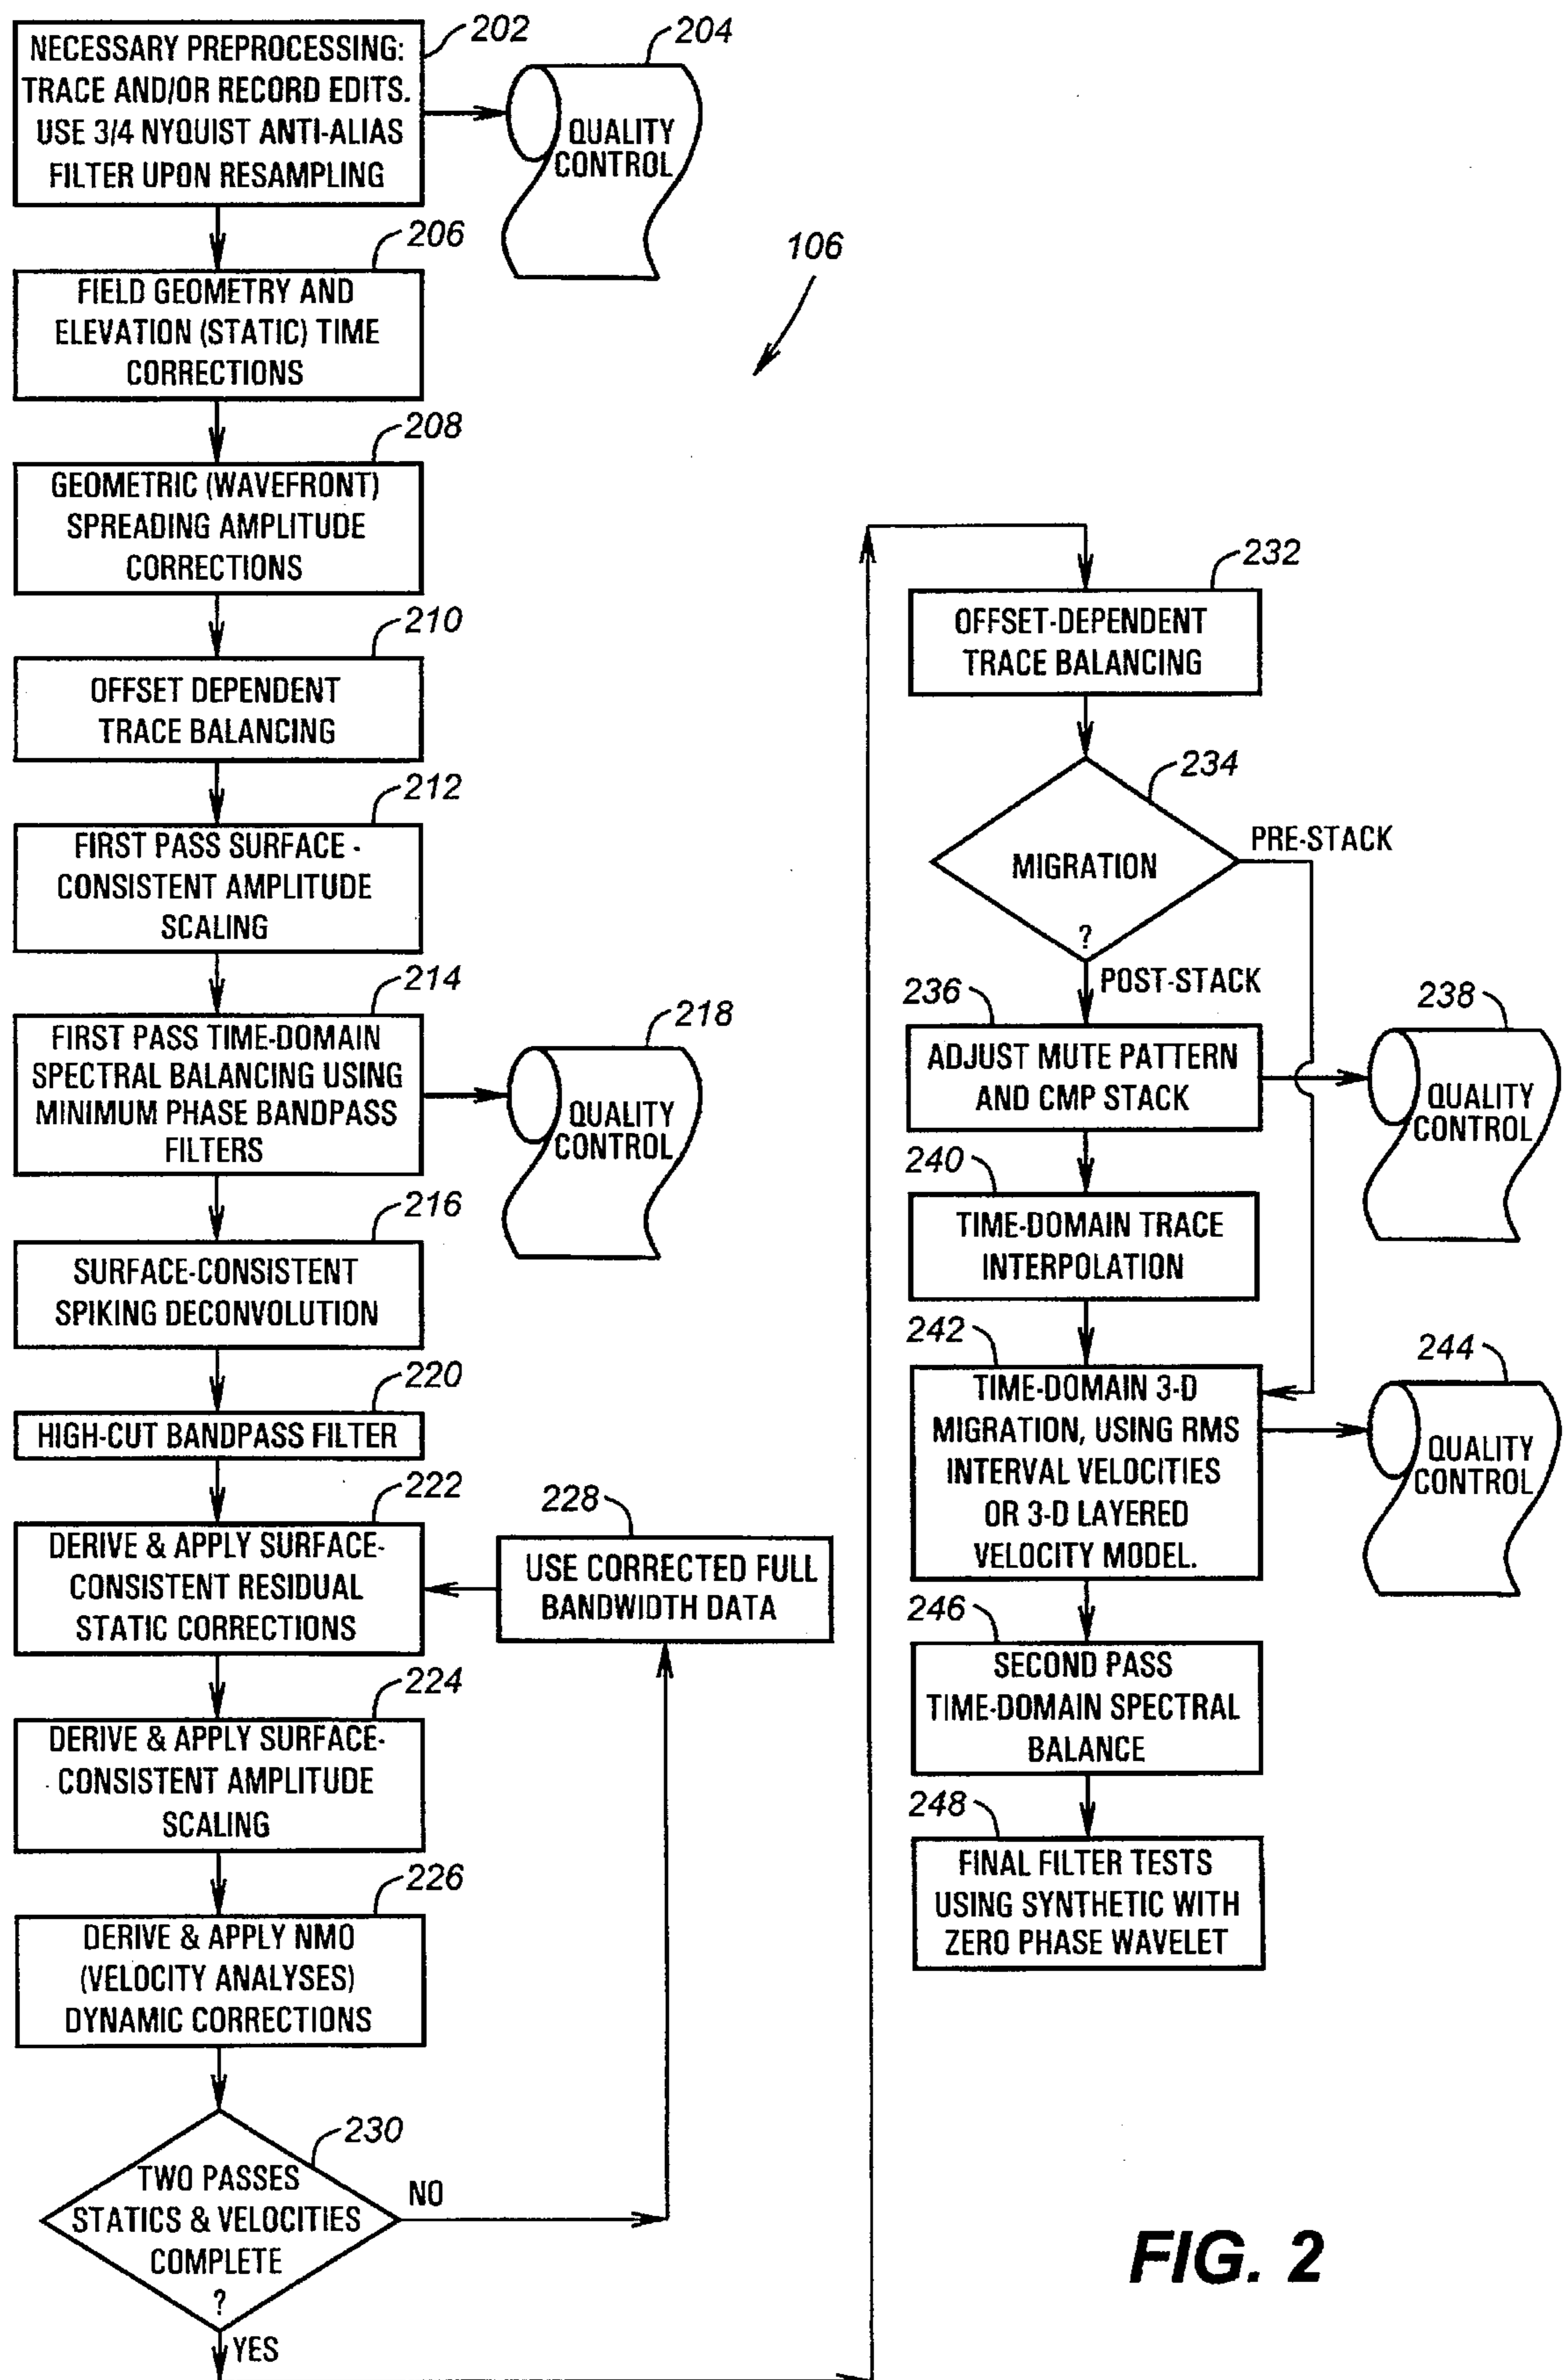 202
NECESSARY PREPROCESSING:
TRACE AND/OR RECORD EDITS.
USE 3/4 NYQUIST ANTI-ALIAS
FILTER UPON RESAMPLING
204
QUALITY
CONTROL
106
206
FIELD GEOMETRY AND
ELEVATION (STATIC) TIME
CORRECTIONS
208
GEOMETRIC (WAVEFRONT)
SPREADING AMPLITUDE
CORRECTIONS
210
OFFSET DEPENDENT
TRACE BALANCING
212
FIRST PASS SURFACE -
CONSISTENT AMPLITUDE
SCALING
214
FIRST PASS TIME-DOMAIN
SPECTRAL BALANCING USING
MINIMUM PHASE BANDPASS
FILTERS
218
QUALITY
CONTROL
216
SURFACE-CONSISTENT
SPIKING DECONVOLUTION
220
HIGH-CUT BANDPASS FILTER
222
DERIVE & APPLY SURFACE-
CONSISTENT RESIDUAL
STATIC CORRECTIONS
228
USE CORRECTED FULL
BANDWIDTH DATA
224
DERIVE & APPLY SURFACE-
CONSISTENT AMPLITUDE
SCALING
226
DERIVE & APPLY NMO
(VELOCITY ANALYSES)
DYNAMIC CORRECTIONS
230
TWO PASSES
STATICS & VELOCITIES
COMPLETE
?
NO
YES
232
OFFSET-DEPENDENT
TRACE BALANCING
234
MIGRATION
?
PRE-STACK
POST-STACK
236
ADJUST MUTE PATTERN
AND CMP STACK
238
QUALITY
CONTROL
240
TIME-DOMAIN TRACE
INTERPOLATION
242
TIME-DOMAIN 3-D
MIGRATION, USING RMS
INTERVAL VELOCITIES
OR 3-D LAYERED
VELOCITY MODEL.
244
QUALITY
CONTROL
246
SECOND PASS
TIME-DOMAIN SPECTRAL
BALANCE
248
FINAL FILTER TESTS
USING SYNTHETIC WITH
ZERO PHASE WAVELET
FIG. 2